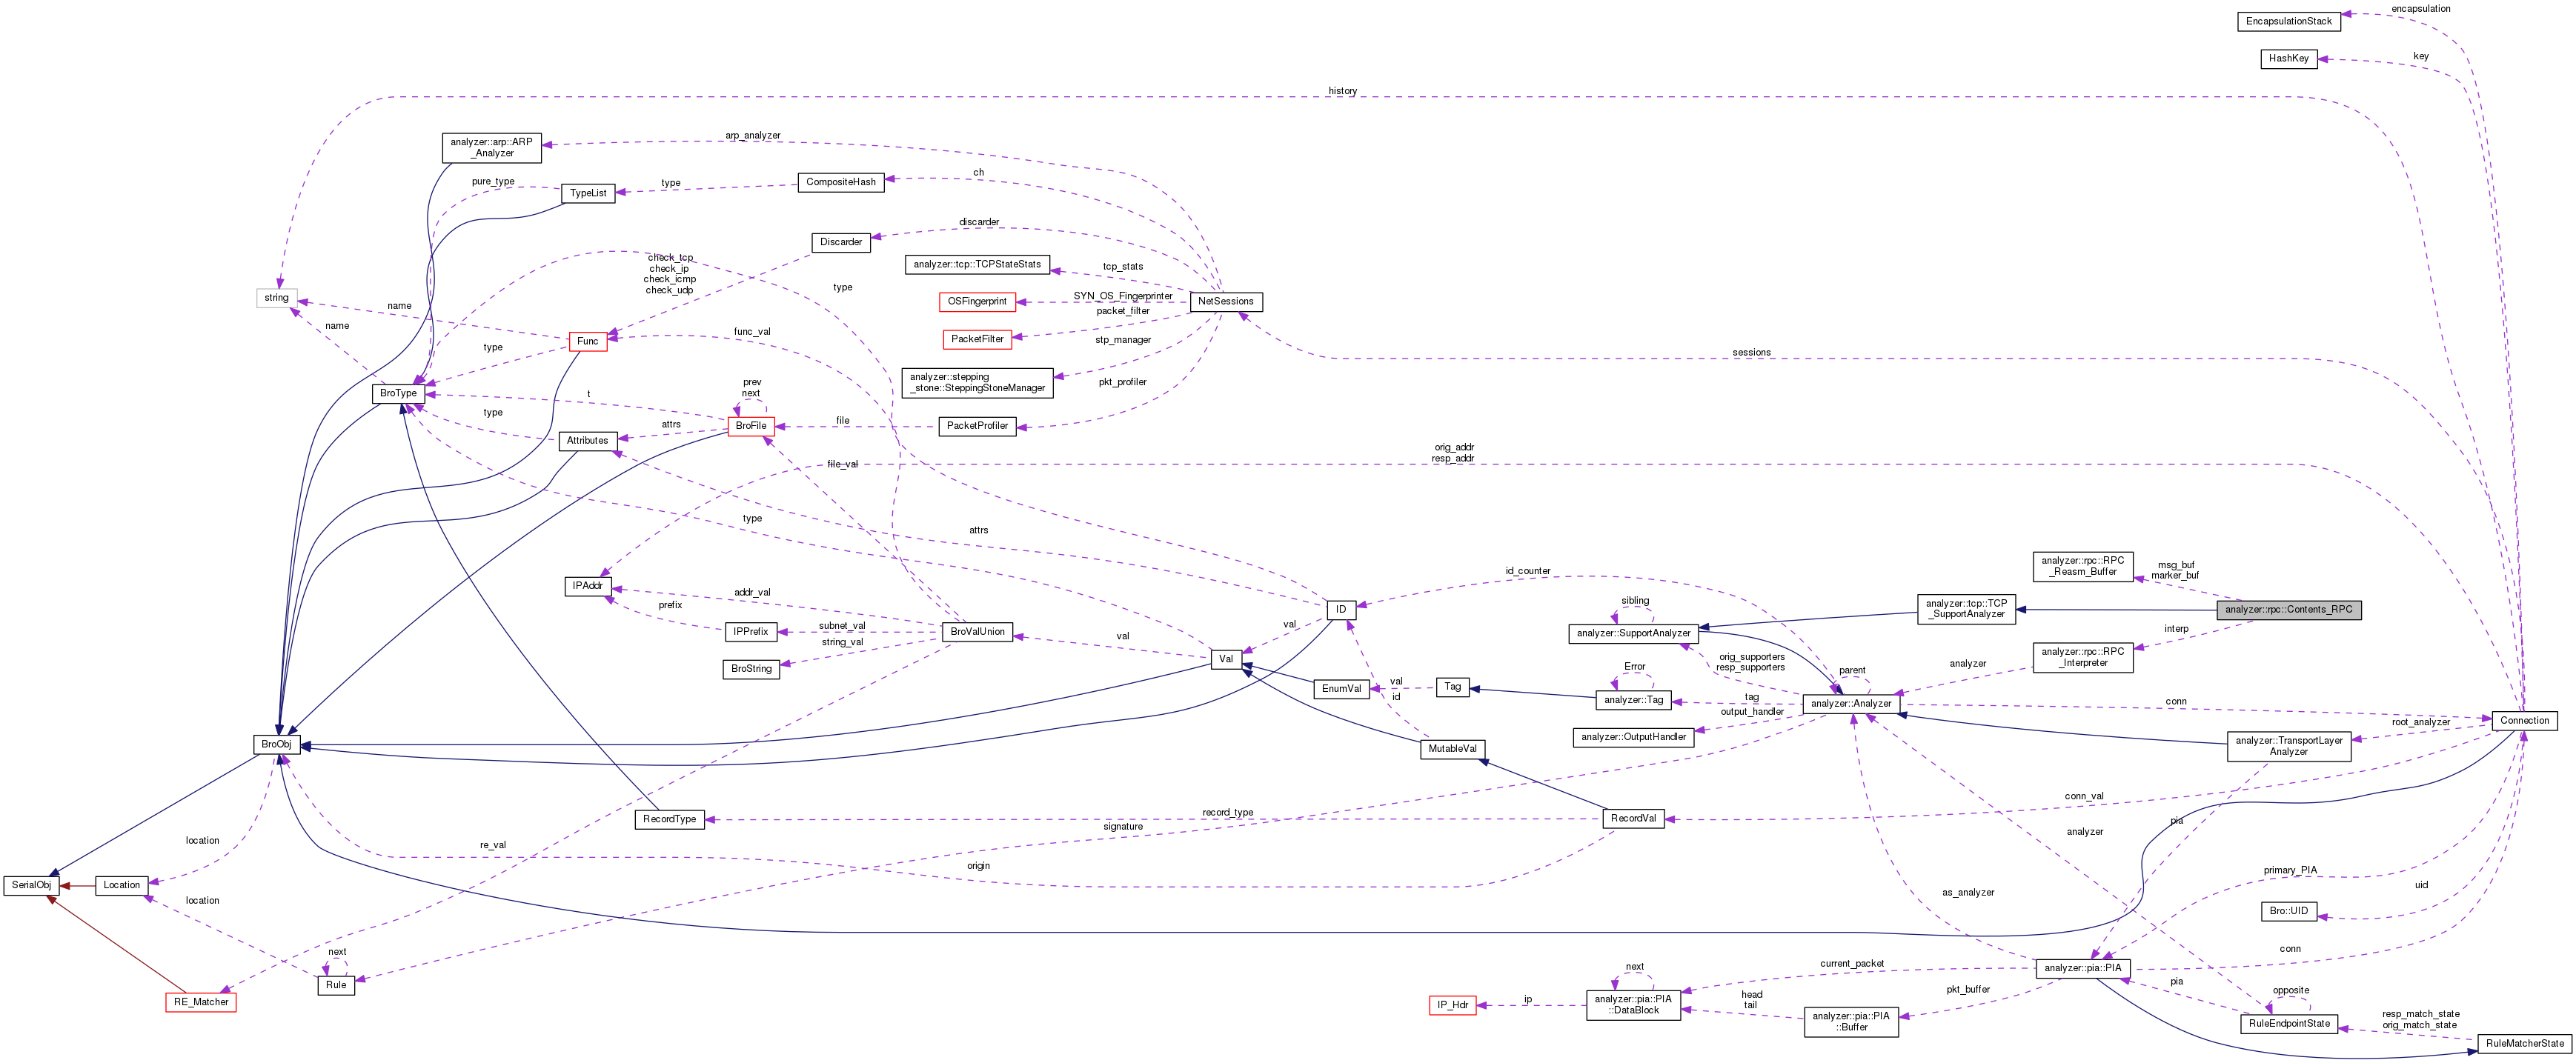 encapsulation
EncapsulationStack
key
HashKey
history
arp_analyzer
analyzer::arp::ARP
_Analyzer
ch
pure_type
type
CompositeHash
TypeList
discarder
Discarder
check_tcp
check_ip
check_icmp
check_udp
tcp_stats
analyzer::tcp::TCPStateStats
type
string
name
SYN_OS_Fingerprinter
OSFingerprint
NetSessions
packet_filter
name
func_val
Func
PacketFilter
stp_manager
type
sessions
analyzer::stepping
_stone::SteppingStoneManager
prev
next
pkt_profiler
BroType
t
type
attrs
BroFile
file
PacketProfiler
Attributes
orig_addr
resp_addr
file_val
type
attrs
analyzer::rpc::RPC
_Reasm_Buffer
msg_buf
marker_buf
id_counter
IPAddr
addr_val
prefix
sibling
analyzer::tcp::TCP
_SupportAnalyzer
analyzer::rpc::Contents_RPC
ID
IPPrefix
subnet_val
BroValUnion
val
val
analyzer::SupportAnalyzer
interp
string_val
BroString
Val
orig_supporters
resp_supporters
analyzer::rpc::RPC
_Interpreter
analyzer
Error
parent
EnumVal
val
id
Tag
analyzer::Tag
tag
analyzer::Analyzer
conn
output_handler
analyzer::OutputHandler
root_analyzer
Connection
BroObj
MutableVal
analyzer::TransportLayer
Analyzer
conn_val
RecordType
record_type
RecordVal
signature
pia
analyzer
location
re_val
origin
primary_PIA
SerialObj
Location
as_analyzer
uid
location
Bro::UID
next
conn
current_packet
next
analyzer::pia::PIA
Rule
pia
RE_Matcher
IP_Hdr
ip
analyzer::pia::PIA
::DataBlock
head
tail
pkt_buffer
opposite
analyzer::pia::PIA
::Buffer
RuleEndpointState
resp_match_state
orig_match_state
RuleMatcherState